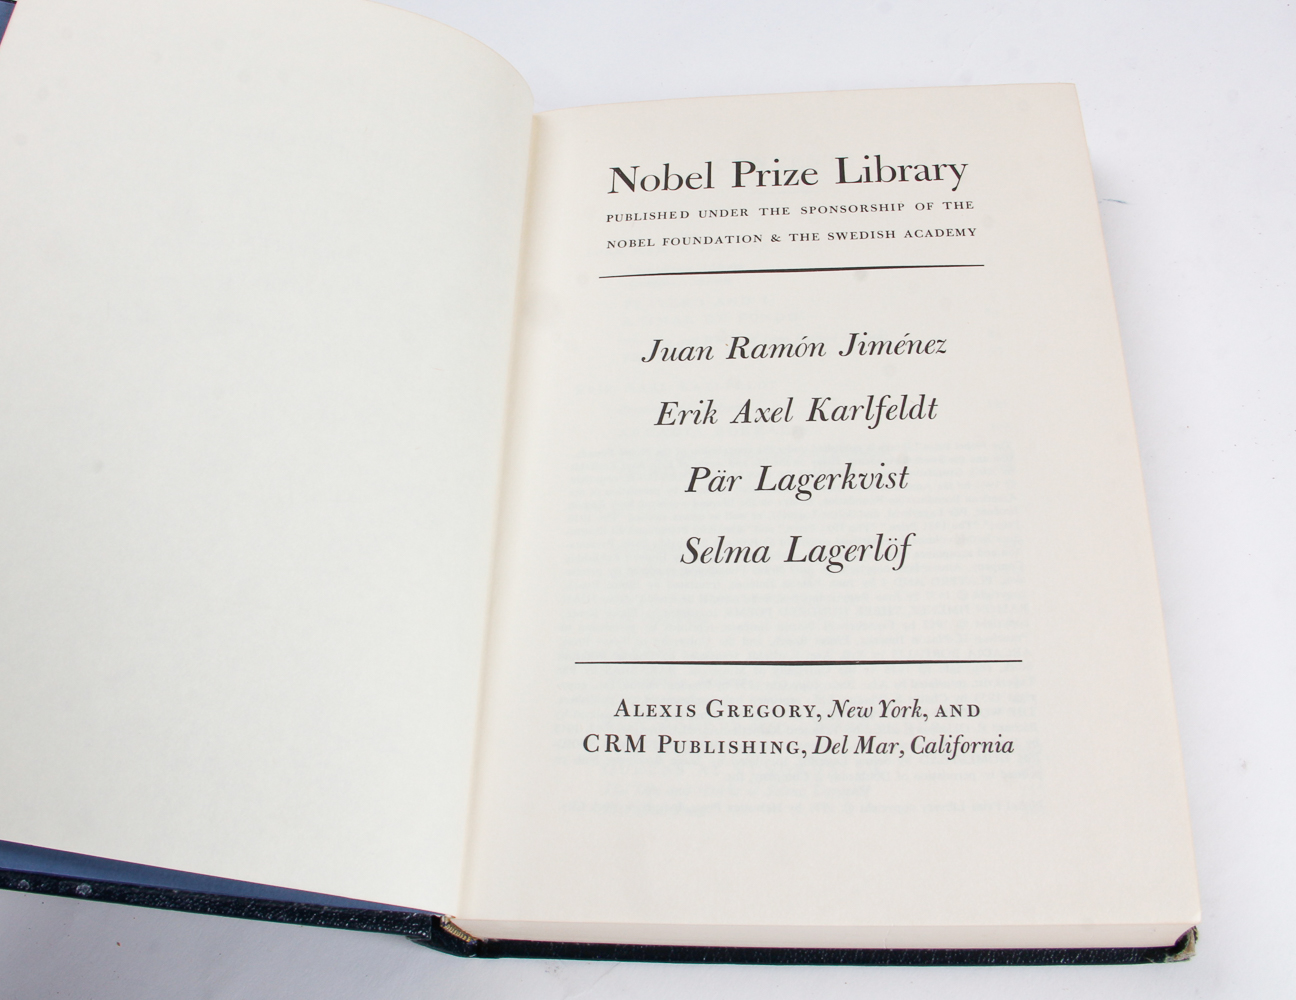 Nobel Prize Library
PUBLISHED UNDER THE SPONSORSHIP OF THE
NOBEL FOUNDATION & THE SWEDISH ACADEMY
Juan Ramón Jiménez
Erik Axel Karlfeldt
Pär Lagerkvist
Selma Lagerlöf
ALEXIS GREGORY, New York, AND
CRM PUBLISHING, Del Mar, California